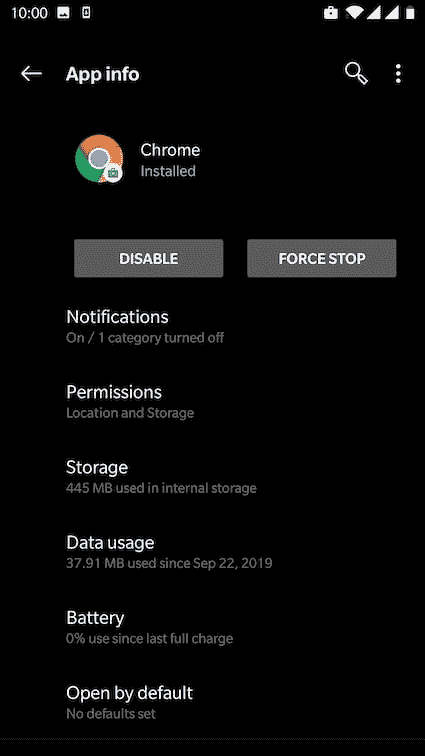 10:00
App info
Chrome
Installed
DISABLE
FORCE STOP
Notifications
On / 1 category turned off
Permissions
Location and Storage
Storage
445 MB used in internal storage
Data usage
37.91 MB used since Sep 22, 2019
Battery
0% use since last full charge
Open by default
No defaults set